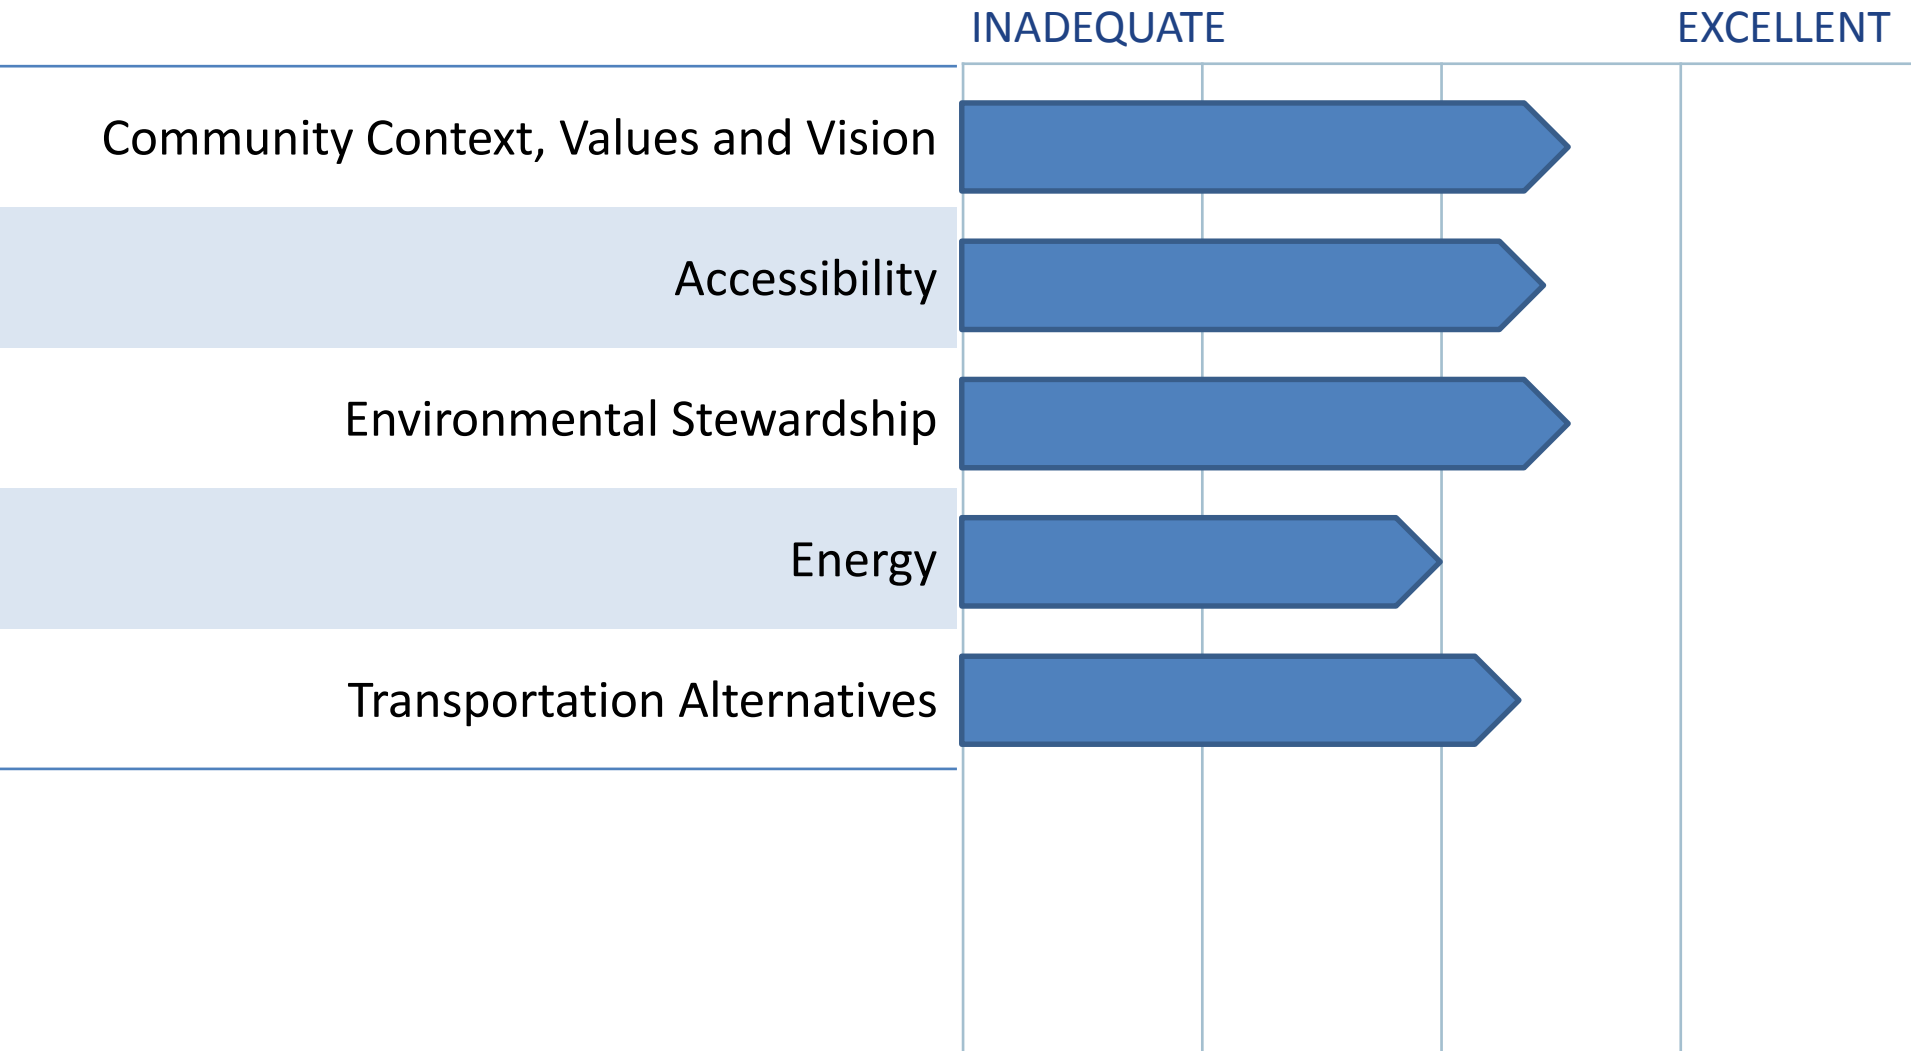 INADEQUATE EXCELLENT
Community Context, Values and Vision
Accessibility
Environmental Stewardship
Energy
Transportation Alternatives